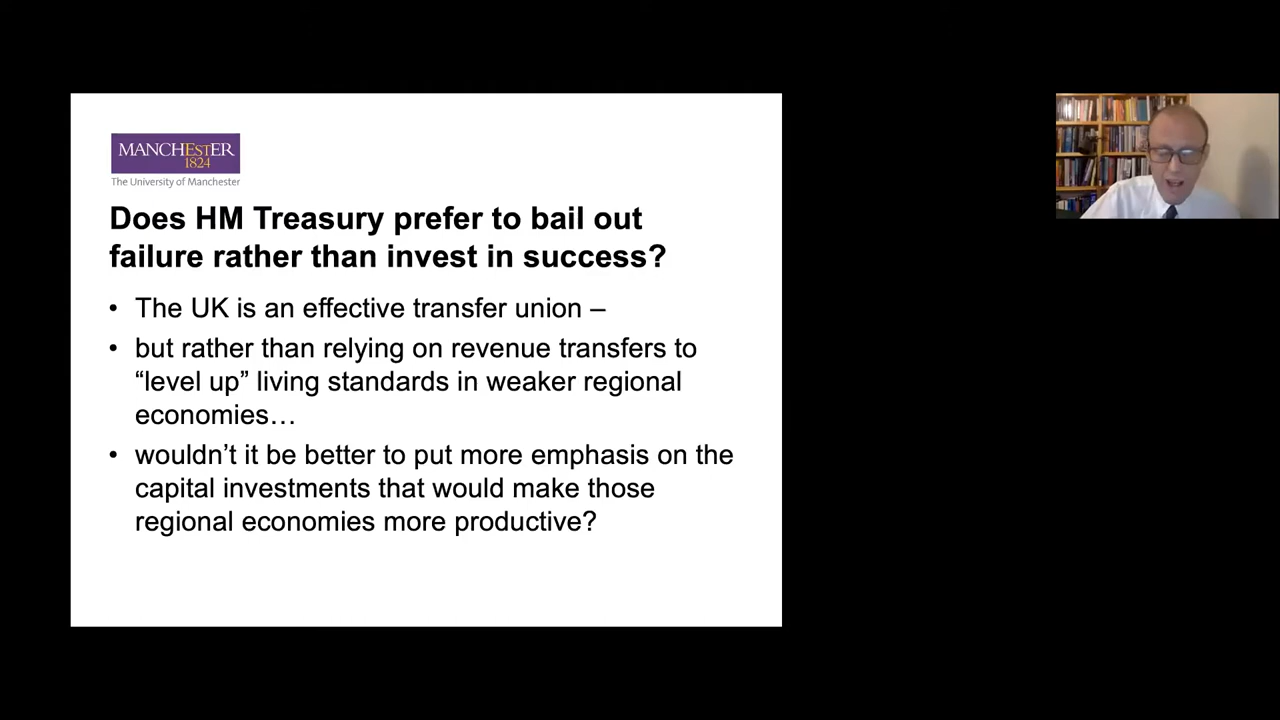 MANCHEsTER
1824
The University of Manchester
Does HM Treasury prefer to bail out
failure rather than invest in success?
• The UK is an effective transfer union –
• but rather than relying on revenue transfers to
“level up” living standards in weaker regional
economies…
• wouldn’t it be better to put more emphasis on the
capital investments that would make those
regional economies more productive?